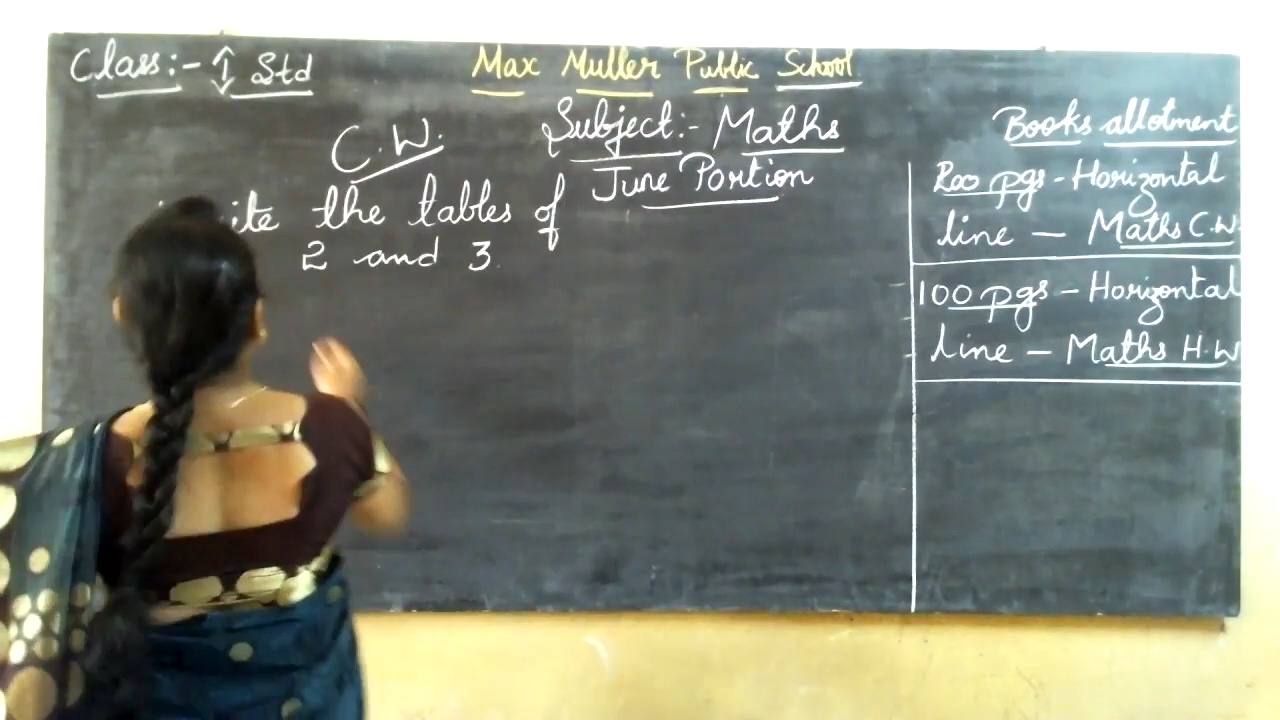 Class:- I Std
Max Muller Public School
Subject:- Maths
June Portion
C.W.
the tables of
2 and 3.
Books allotment
200 pgs - Horizontal
line - Maths C.W.
100 pgs - Horizontal
line - Maths H.W